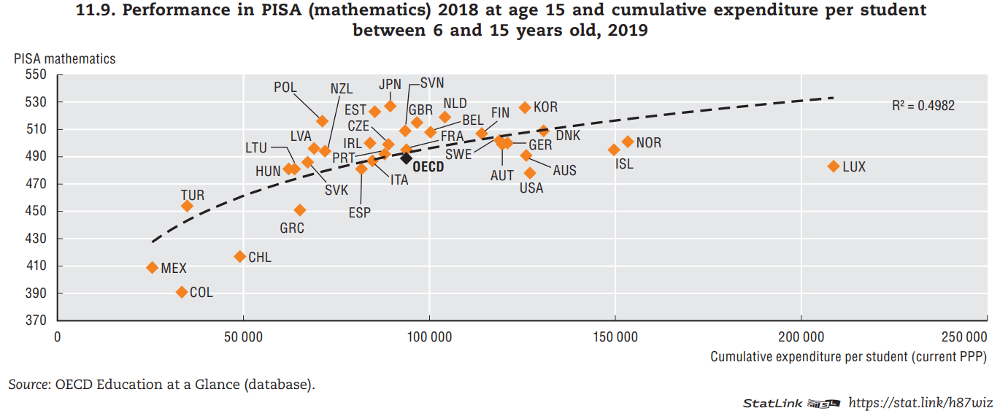 11.9. Performance in PISA (mathematics) 2018 at age 15 and cumulative expenditure per student
between 6 and 15 years old, 2019
PISA mathematics
550
530
510
490
470
450
430
410
390
370
POL
NZL
JPN
SVN
EST
GBR
NLD
KOR
R² = 0.4982
CZE
BEL
FIN
LVA
IRL
FRA
DNK
LTU
PRT
SWE
GER
NOR
HUN
OECD
AUT
AUS
ISL
LUX
SVK
ITA
USA
TUR
ESP
GRC
MEX
CHL
COL
0
50 000
100 000
150 000
200 000
250 000
Cumulative expenditure per student (current PPP)
Source: OECD Education at a Glance (database).
StatLink https://stat.link/h87wiz